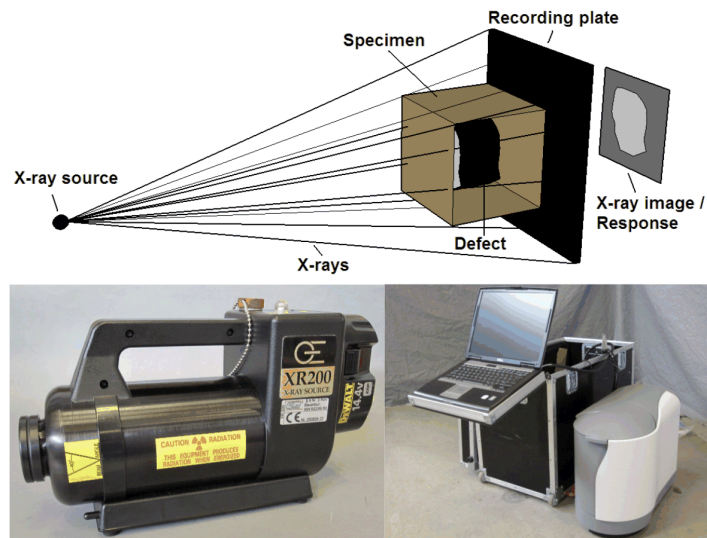 Recording plate
Specimen
X-ray source
X-ray image /
Response
Defect
X-rays
XR200
X-RAY SOURCE
DEWALT
14.4v
CAUTION RADIATION
THIS EQUIPMENT PRODUCES
RADIATION WHEN ENERGIZED